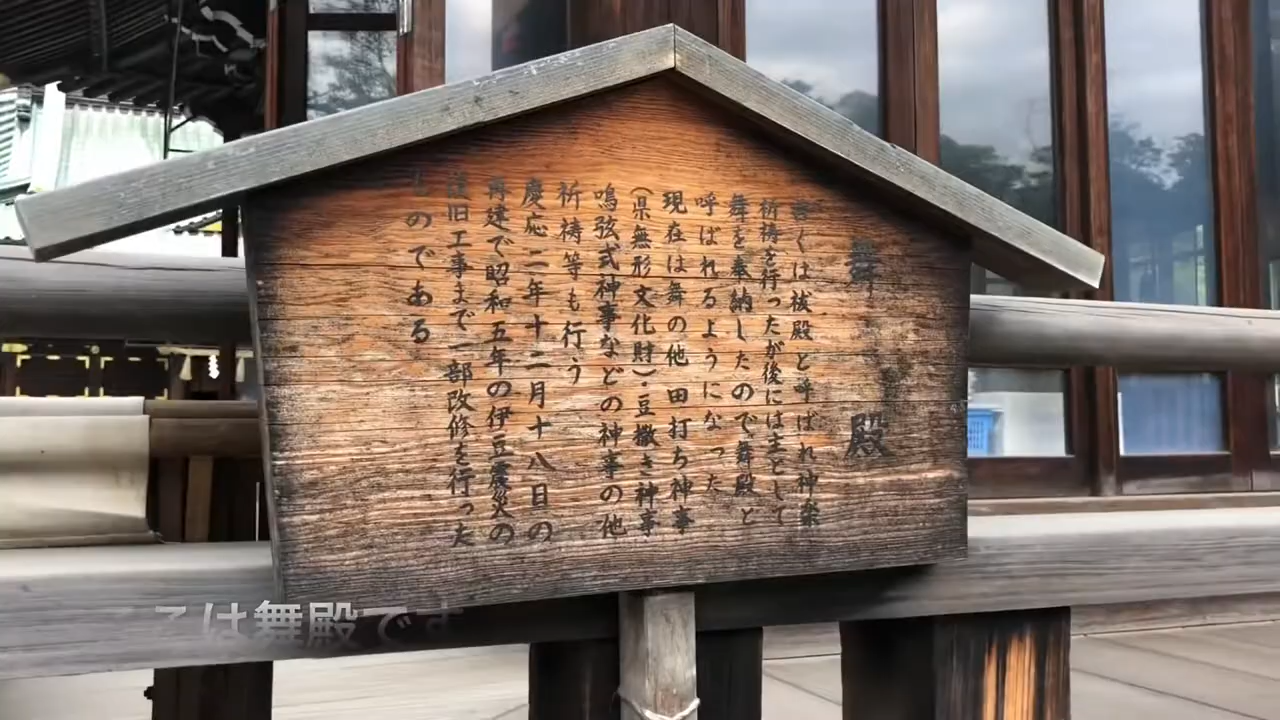 舞殿
古くは祓殿と呼ばれ神楽
祈祷を行ったが後には主として
舞を奉納したので舞殿と
呼ばれるようになった
現在は舞の他 田打ち神事
(県無形文化財)・豆撒き神事
鳴弦式神事などの神事の他
祈祷等も行う
慶応二年十二月十八日の
再建で昭和五年の伊豆震災の
復旧工事まで一部改修を行った
ものである
ろは舞殿です